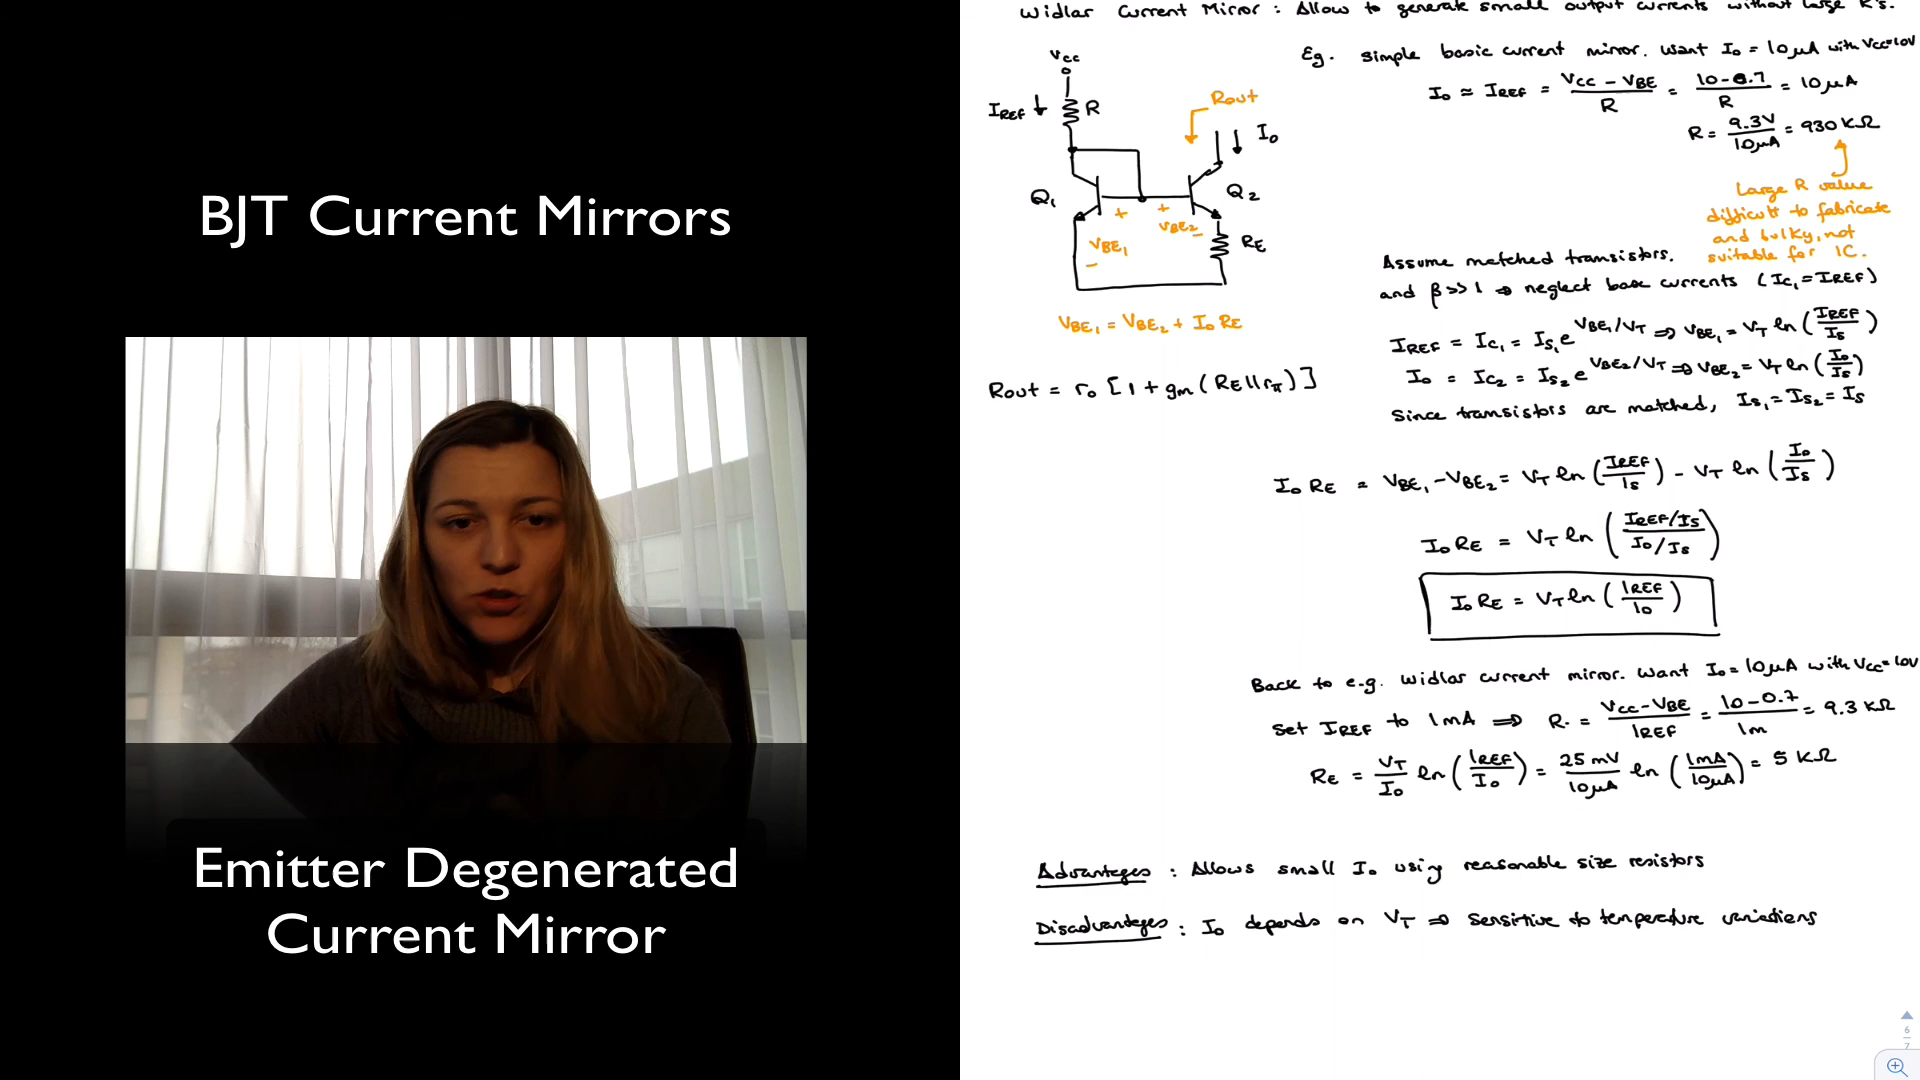 BJT Current Mirrors
Emitter Degenerated
Current Mirror
Widlar Current Mirror : Allow to generate small output currents without large R's.
Vcc
IREF ↓ R
Rout
↓ Io
Q1
Q2
+ VBE1 −
+ VBE2 −
RE
VBE1 = VBE2 + Io RE
Rout = ro [ 1 + gm ( RE || rπ ) ]
Eg. simple basic current mirror. Want Io = 10μA with Vcc=10V
Io ≈ IREF = (Vcc − VBE)/R = (10−0.7)/R = 10μA
R = 9.3V/10μA = 930 kΩ
Large R value
difficult to fabricate
and bulky, not
suitable for IC.
Assume matched transistors.
and β>>1 ⇒ neglect base currents ( Ic1 = IREF )
IREF = Ic1 = Is1 e^(VBE1/VT) ⇒ VBE1 = VT ln ( IREF/Is )
Io = Ic2 = Is2 e^(VBE2/VT) ⇒ VBE2 = VT ln ( Io/Is )
Since transistors are matched, Is1 = Is2 = Is
Io RE = VBE1 − VBE2 = VT ln ( IREF/Is ) − VT ln ( Io/Is )
Io RE = VT ln ( (IREF/Is)/(Io/Is) )
Io RE = VT ln ( IREF/Io )
Back to e.g. widlar current mirror. Want Io = 10μA with Vcc=10V
Set IREF to 1mA ⇒ R. = (Vcc−VBE)/IREF = (10−0.7)/1m = 9.3 kΩ
RE = VT/Io ln ( IREF/Io ) = 25 mV/10μA ln ( 1mA/10μA ) = 5 kΩ
Advantages : Allows small Io using reasonable size resistors
Disadvantages : Io depends on VT ⇒ Sensitive to temperature variations
6
7